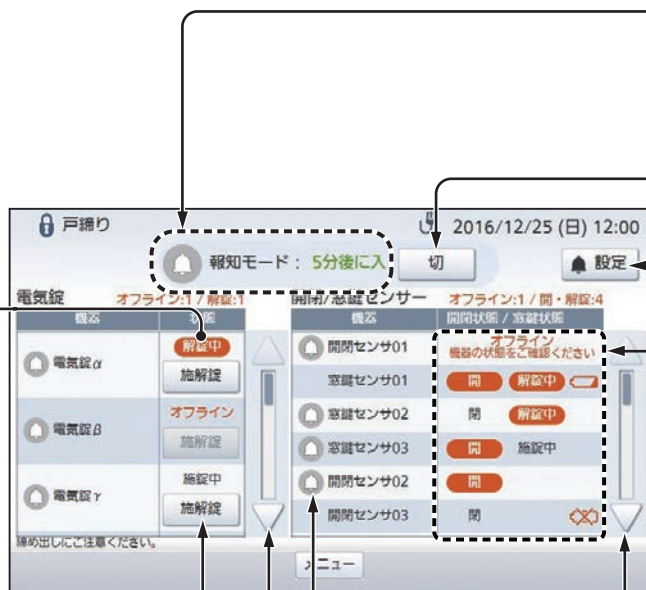 戸締り
2016/12/25 (日) 12:00
報知モード : 5分後に入
切
設定
電気錠 オフライン:1 / 解錠:1
開閉/窓鍵センサー オフライン:1 / 開・解錠:4
機器 状態
機器 開閉状態 / 窓鍵状態
電気錠α 解錠中
施解錠
電気錠β オフライン
施解錠
電気錠γ 施錠中
施解錠
開閉センサ01 オフライン
機器の状態をご確認ください
窓鍵センサ01 開 解錠中
窓鍵センサ02 閉 解錠中
窓鍵センサ03 開 施錠中
開閉センサ02 開
開閉センサ03 閉
締め出しにご注意ください。
メニュー